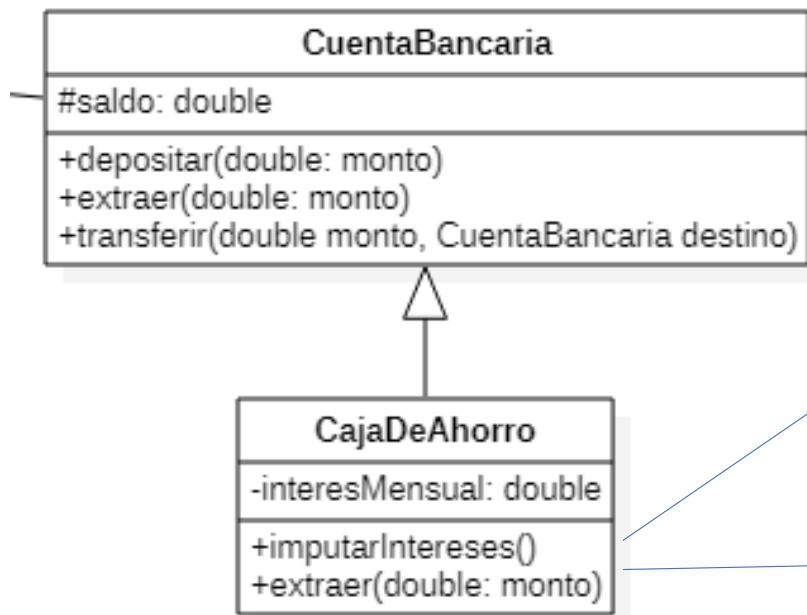 CuentaBancaria
#saldo: double
+depositar(double: monto)
+extraer(double: monto)
+transferir(double monto, CuentaBancaria destino)
CajaDeAhorro
-interesMensual: double
+imputarIntereses()
+extraer(double: monto)